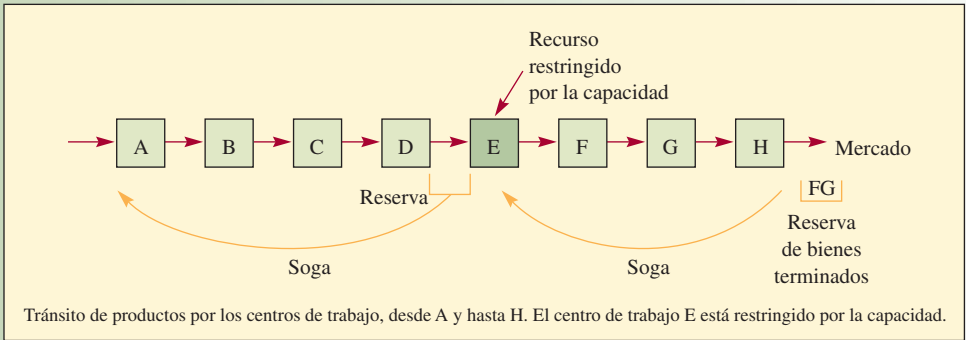 Recurso
restringido
por la capacidad
A B C D E F G H Mercado
Reserva
FG
Reserva
de bienes
terminados
Soga Soga
Tránsito de productos por los centros de trabajo, desde A y hasta H. El centro de trabajo E está restringido por la capacidad.